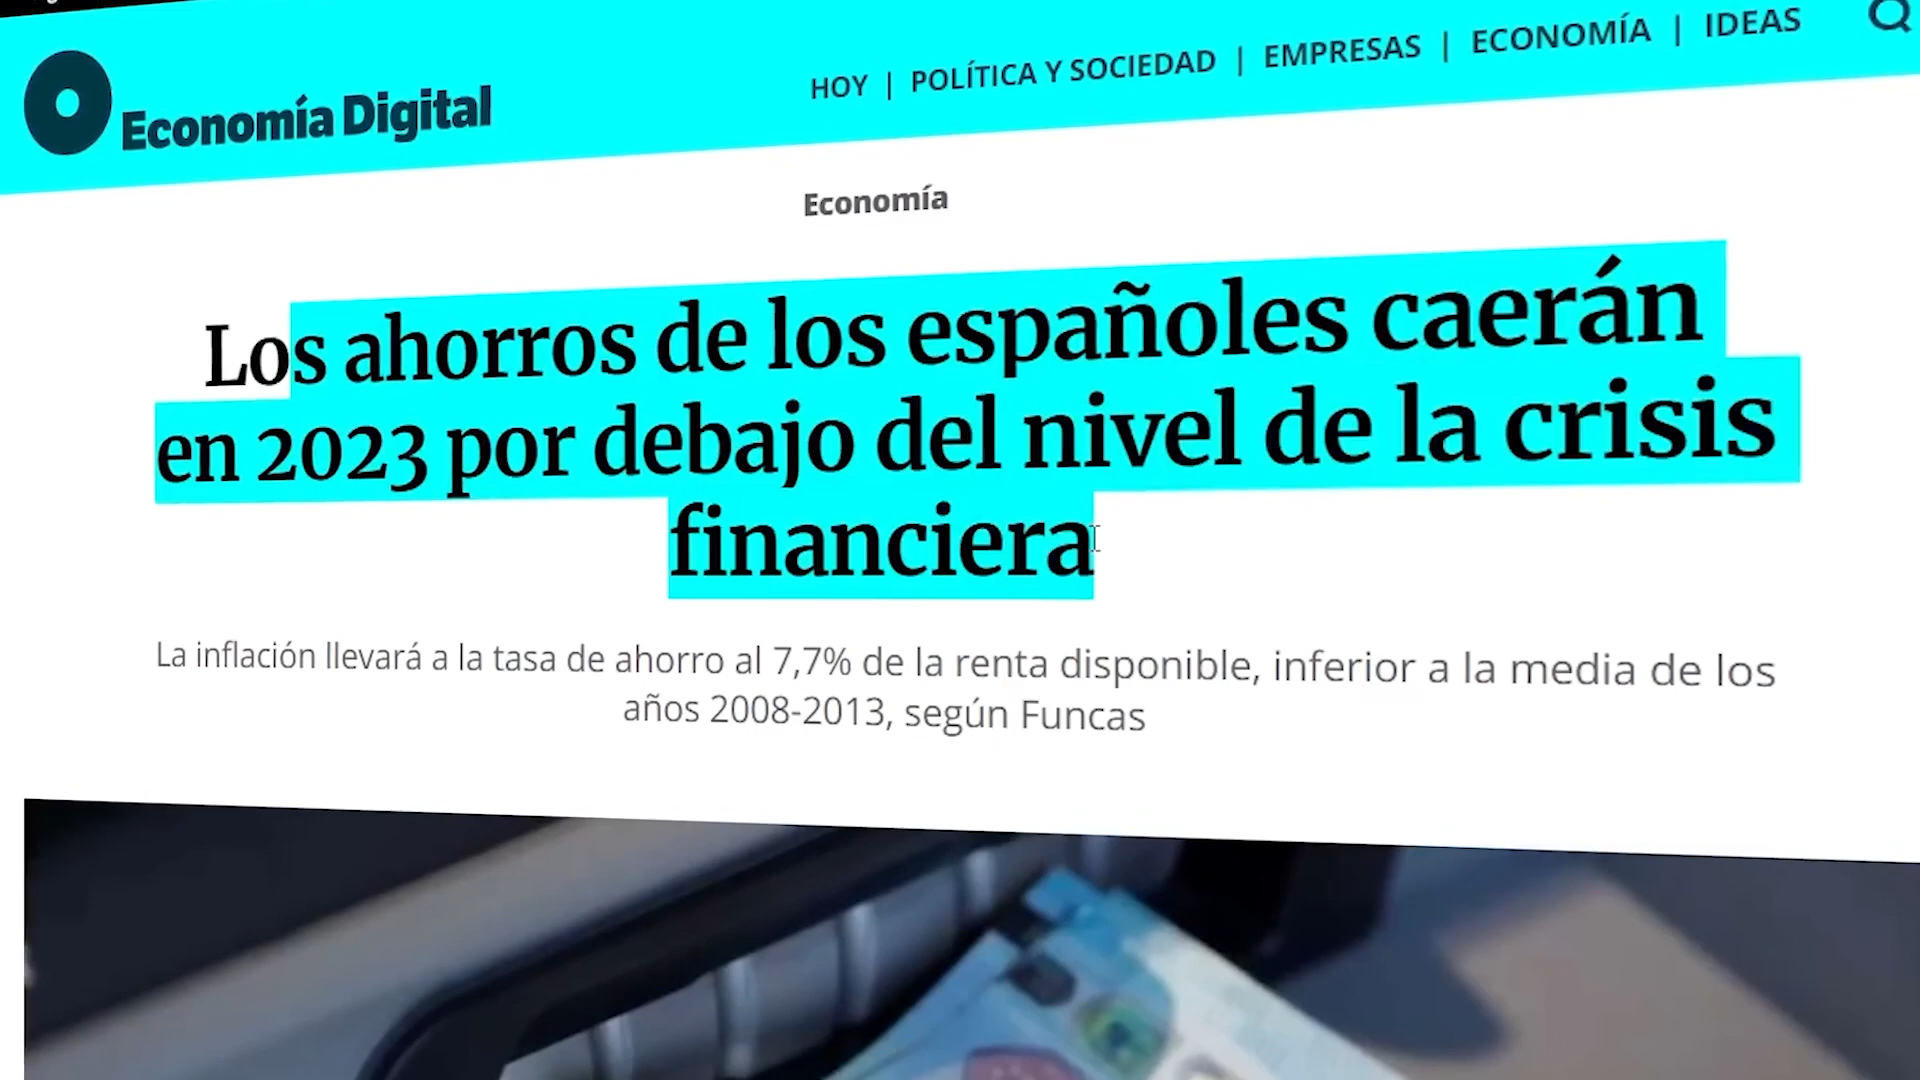 Economía Digital
HOY | POLÍTICA Y SOCIEDAD | EMPRESAS | ECONOMÍA | IDEAS
Economía
Los ahorros de los españoles caerán
en 2023 por debajo del nivel de la crisis
financiera
La inflación llevará a la tasa de ahorro al 7,7% de la renta disponible, inferior a la media de los
años 2008-2013, según Funcas